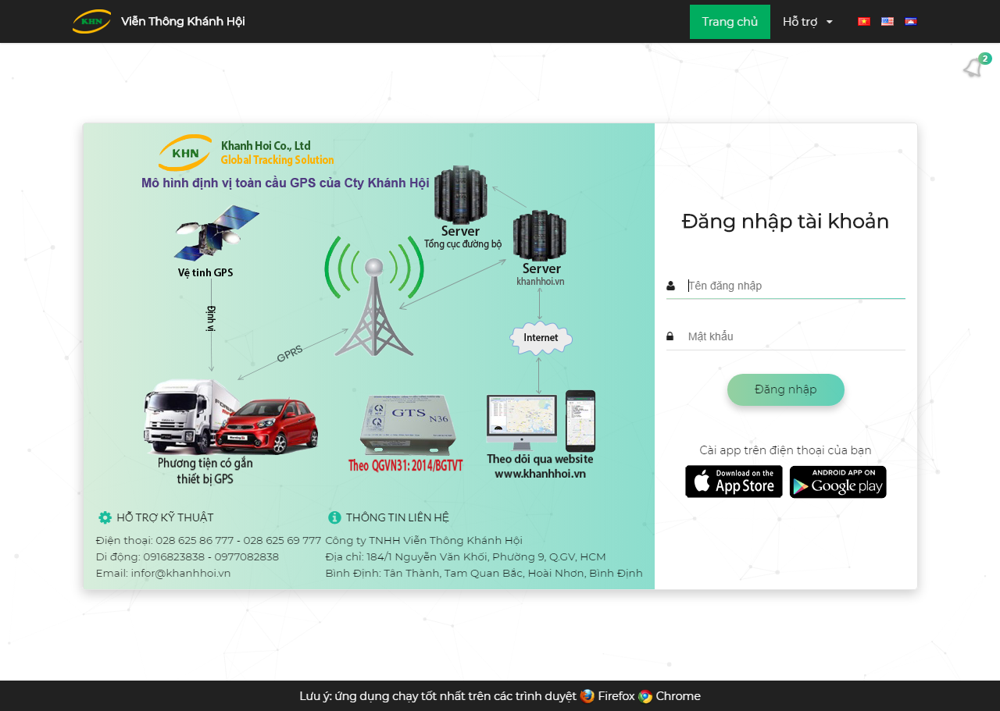 KHN
Viễn Thông Khánh Hội
Trang chủ
Hỗ trợ
2
KHN
Khanh Hoi Co., Ltd
Global Tracking Solution
Mô hình định vị toàn cầu GPS của Cty Khánh Hội
Server
Tổng cục đường bộ
Server
khanhhoi.vn
Vệ tinh GPS
Định vị
GPRS
Internet
GTS
N36
Phương tiện có gắn
thiết bị GPS
Theo QGVN31: 2014/BGTVT
Theo dõi qua website
www.khanhhoi.vn
HỖ TRỢ KỸ THUẬT
Điện thoại: 028 625 86 777 - 028 625 69 777
Di động: 0916823838 - 0977082838
Email: infor@khanhhoi.vn
THÔNG TIN LIÊN HỆ
Công ty TNHH Viễn Thông Khánh Hội
Địa chỉ: 184/1 Nguyễn Văn Khối, Phường 9, Q.GV, HCM
Bình Định: Tân Thành, Tam Quan Bắc, Hoài Nhơn, Bình Định
Đăng nhập tài khoản
Tên đăng nhập
Mật khẩu
Đăng nhập
Cài app trên điện thoại của bạn
Download on the
App Store
ANDROID APP ON
Google play
Lưu ý: ứng dụng chạy tốt nhất trên các trình duyệt Firefox Chrome